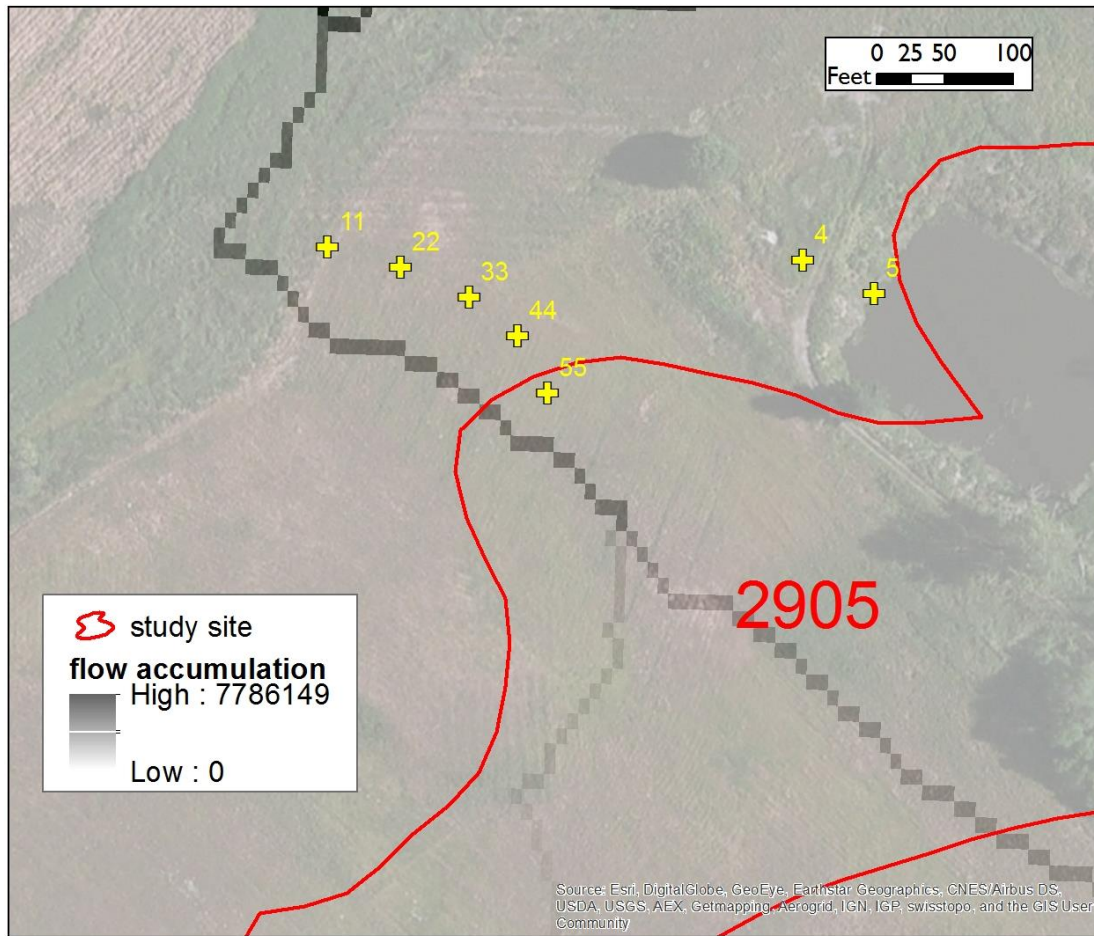 0 25 50 100
Feet
11
22
4
33
5
44
55
2905
study site
flow accumulation
High : 7786149
Low : 0
Source: Esri, DigitalGlobe, GeoEye, Earthstar Geographics, CNES/Airbus DS,
USDA, USGS, AEX, Getmapping, Aerogrid, IGN, IGP, swisstopo, and the GIS User
Community